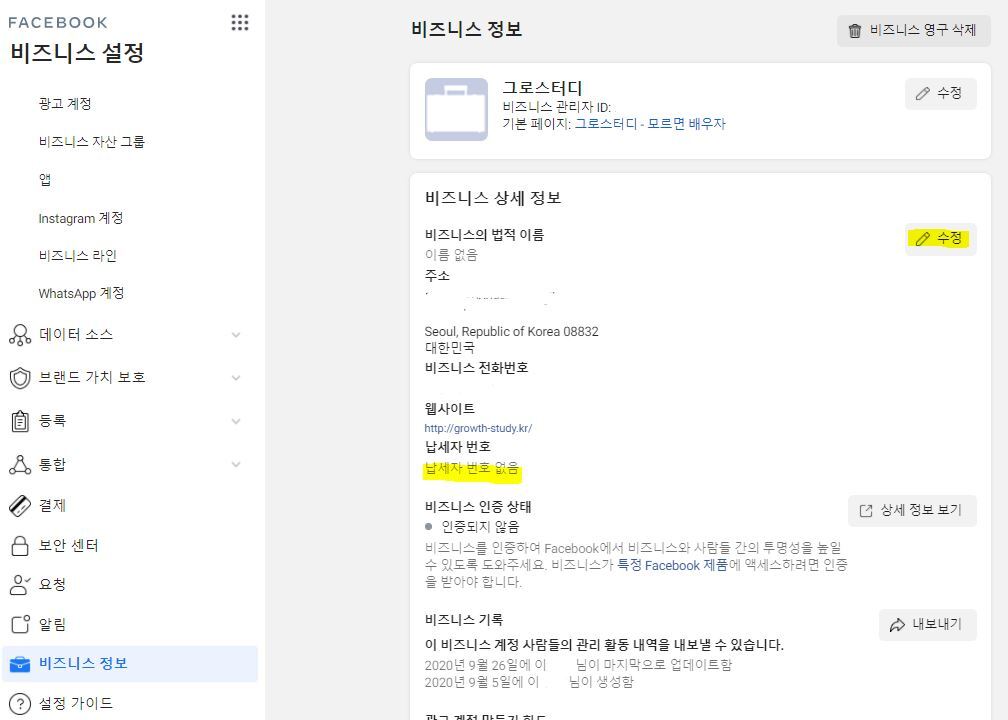 FACEBOOK
비즈니스 설정
광고 계정
비즈니스 자산 그룹
앱
Instagram 계정
비즈니스 라인
WhatsApp 계정
데이터 소스
브랜드 가치 보호
등록
통합
결제
보안 센터
요청
알림
비즈니스 정보
설정 가이드
비즈니스 정보
비즈니스 영구 삭제
그로스터디
비즈니스 관리자 ID:
기본 페이지: 그로스터디 - 모르면 배우자
수정
비즈니스 상세 정보
비즈니스의 법적 이름
수정
이름 없음
주소
Seoul, Republic of Korea 08832
대한민국
비즈니스 전화번호
웹사이트
http://growth-study.kr/
납세자 번호
납세자 번호 없음
비즈니스 인증 상태
상세 정보 보기
인증되지 않음
비즈니스를 인증하여 Facebook에서 비즈니스와 사람들 간의 투명성을 높일
수 있도록 도와주세요. 비즈니스가 특정 Facebook 제품에 액세스하려면 인증
을 받아야 합니다.
비즈니스 기록
내보내기
이 비즈니스 계정 사람들의 관리 활동 내역을 내보낼 수 있습니다.
2020년 9월 26일에 이 님이 마지막으로 업데이트함
2020년 9월 5일에 이 님이 생성함